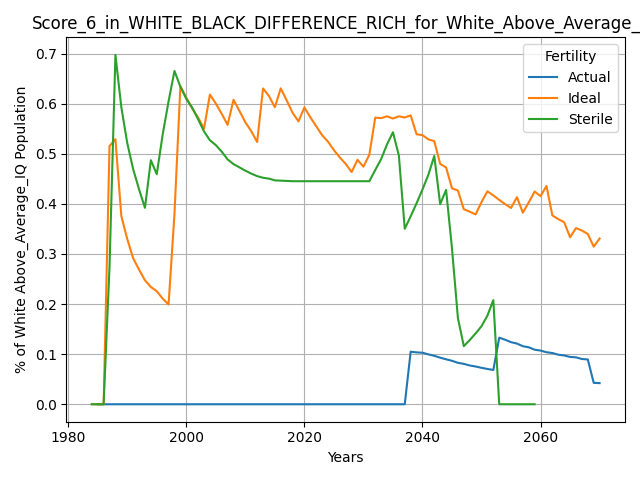 Score_6_in_WHITE_BLACK_DIFFERENCE_RICH_for_White_Above_Average_
% of White Above_Average_IQ Population
0.7
0.6
0.5
0.4
0.3
0.2
0.1
0.0
Fertility
Actual
Ideal
Sterile
1980
2000
2020
2040
2060
Years